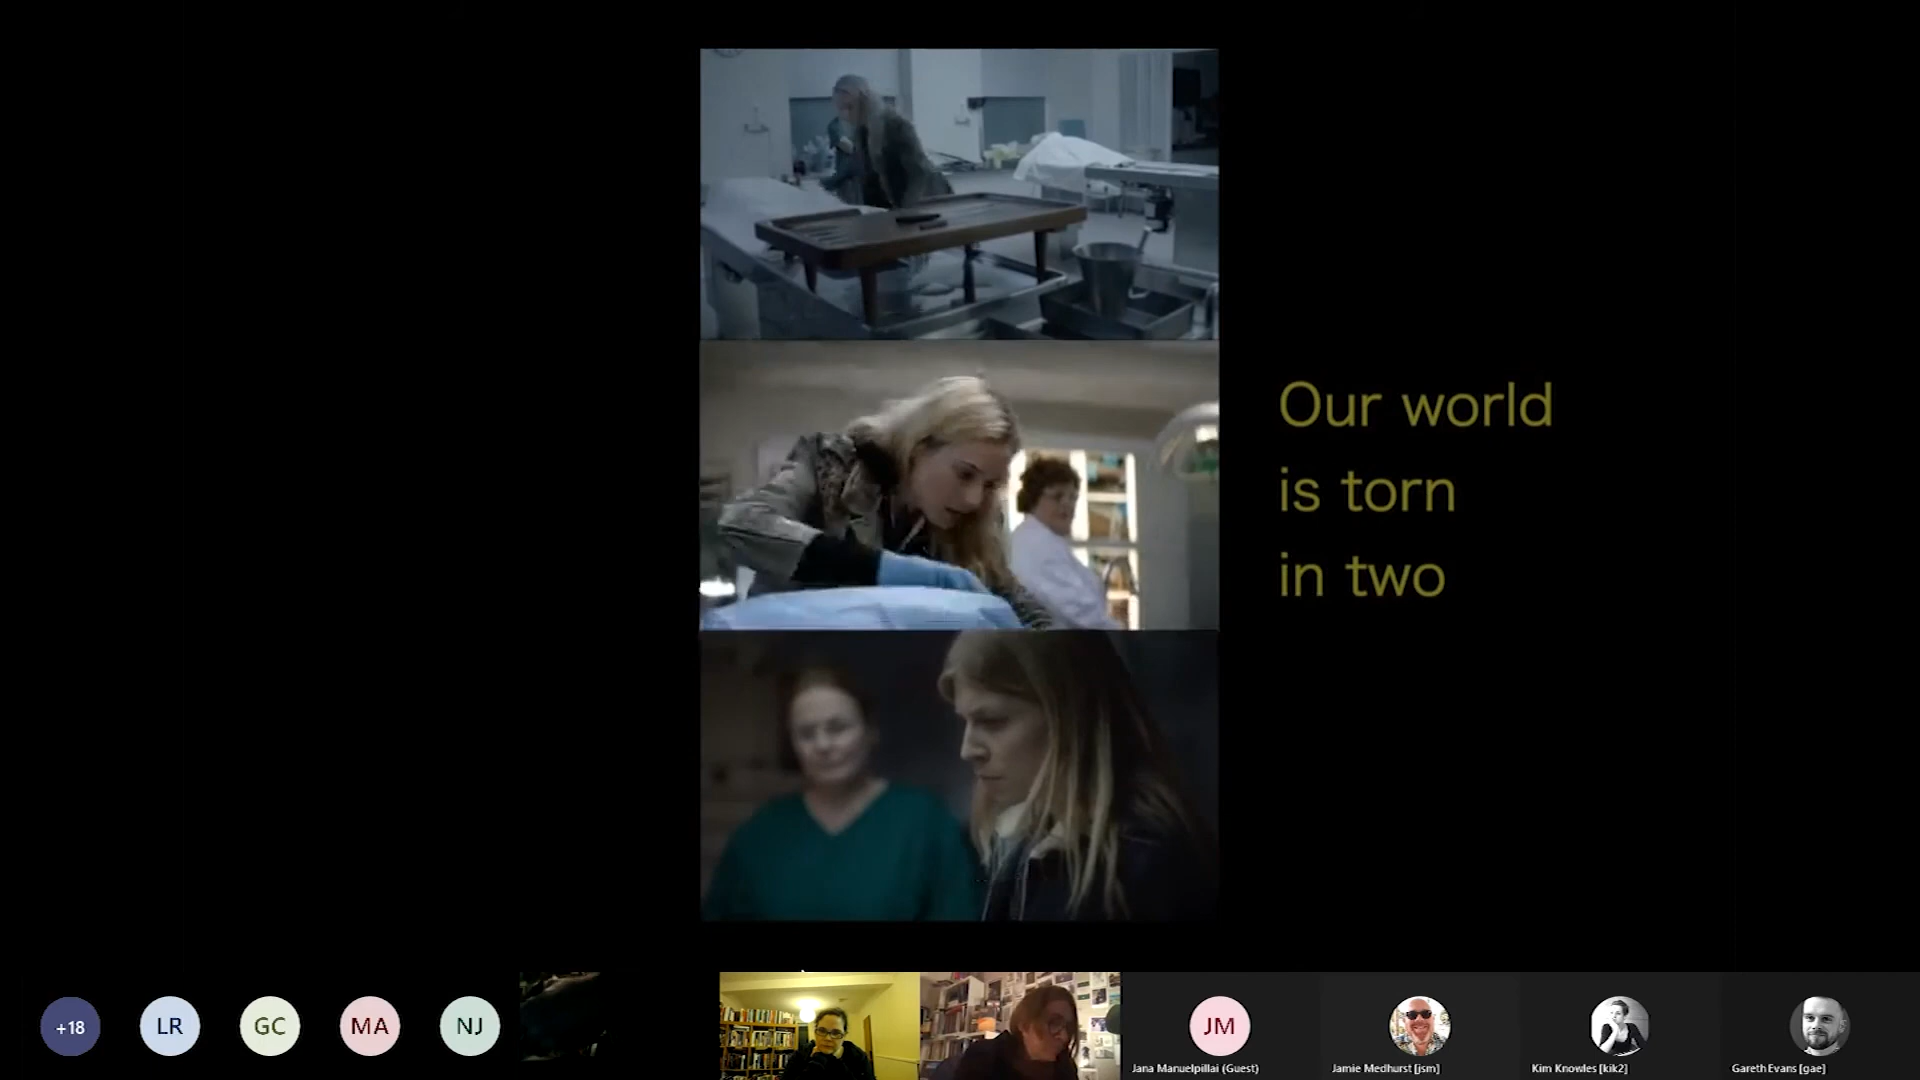 Our world
is torn
in two
+18
LR
GC
MA
NJ
JM
Jana Manuelpillai (Guest)
Jamie Medhurst [jsm]
Kim Knowles [kik2]
Gareth Evans [gae]